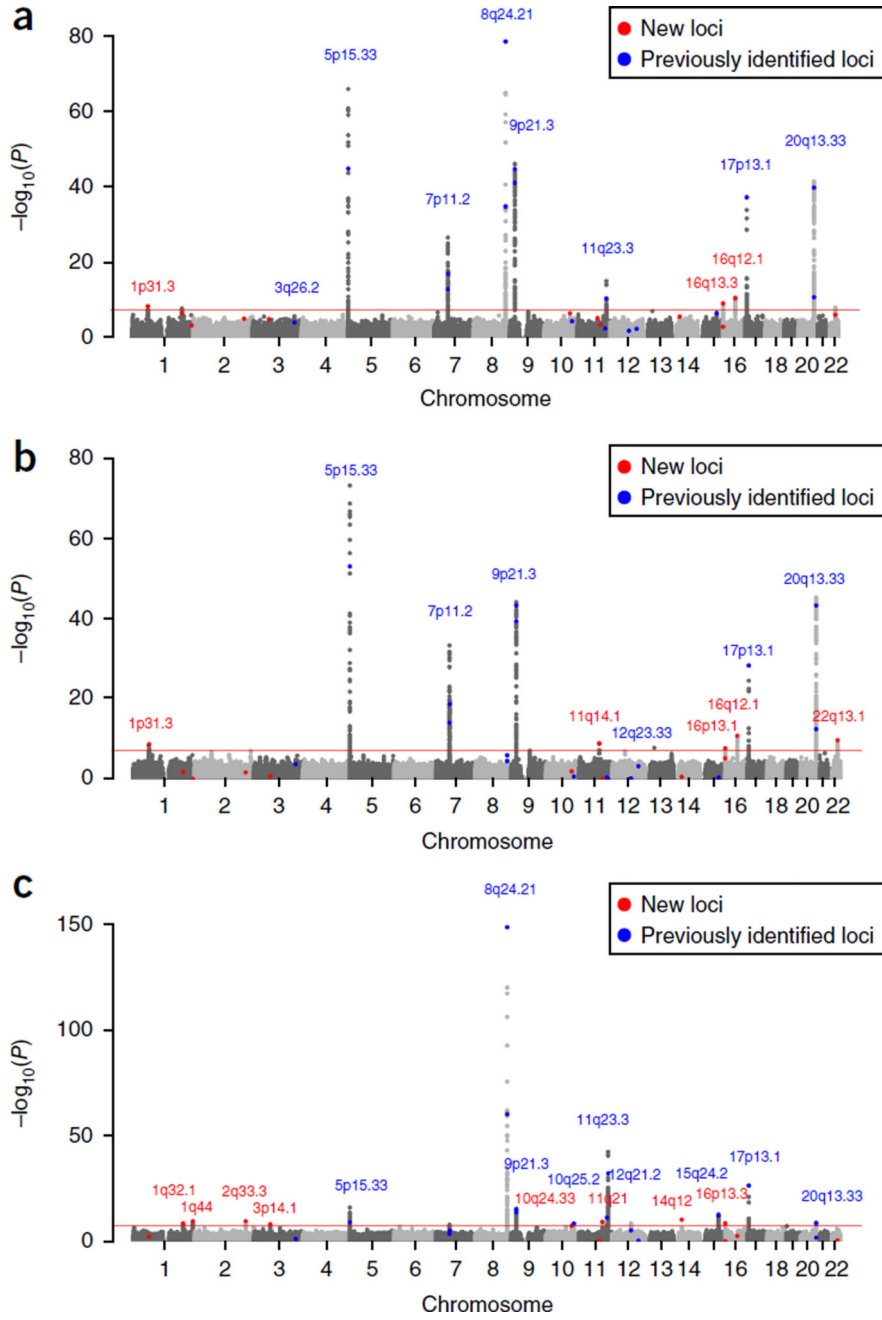 a
80
60
40
20
0
−log10(P)
8q24.21
5p15.33
9p21.3
7p11.2
17p13.1
20q13.33
11q23.3
16q12.1
16q13.3
1p31.3
3q26.2
New loci
Previously identified loci
1 2 3 4 5 6 7 8 9 10 11 12 13 14 16 18 20 22
Chromosome
b
80
60
40
20
0
−log10(P)
5p15.33
9p21.3
20q13.33
7p11.2
17p13.1
1p31.3
11q14.1
16q12.1
16p13.1
22q13.1
12q23.33
New loci
Previously identified loci
1 2 3 4 5 6 7 8 9 10 11 12 13 14 16 18 20 22
Chromosome
c
150
100
50
0
−log10(P)
8q24.21
11q23.3
9p21.3
17p13.1
1q32.1
2q33.3
5p15.33
10q25.2
12q21.2
15q24.2
1q44
3p14.1
10q24.33
11q21
14q12
16p13.3
20q13.33
New loci
Previously identified loci
1 2 3 4 5 6 7 8 9 10 11 12 13 14 16 18 20 22
Chromosome